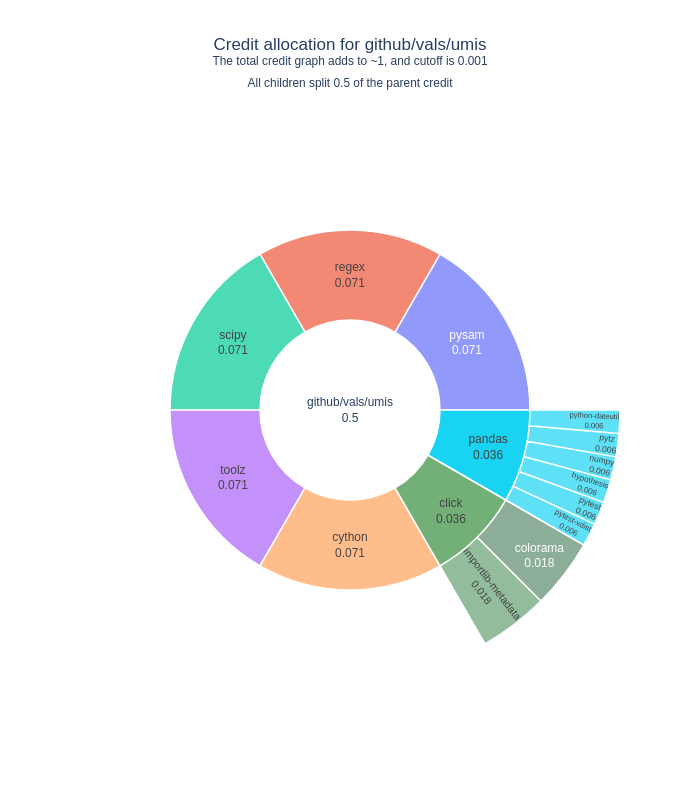 Credit allocation for github/vals/umis
The total credit graph adds to ~1, and cutoff is 0.001
All children split 0.5 of the parent credit
regex
0.071
scipy
0.071
pysam
0.071
github/vals/umis
0.5
toolz
0.071
cython
0.071
pandas
0.036
click
0.036
python-dateutil
0.006
pytz
0.006
numpy
0.006
hypothesis
0.006
pytest
0.006
pytest-xdist
0.006
colorama
0.018
importlib-metadata
0.018